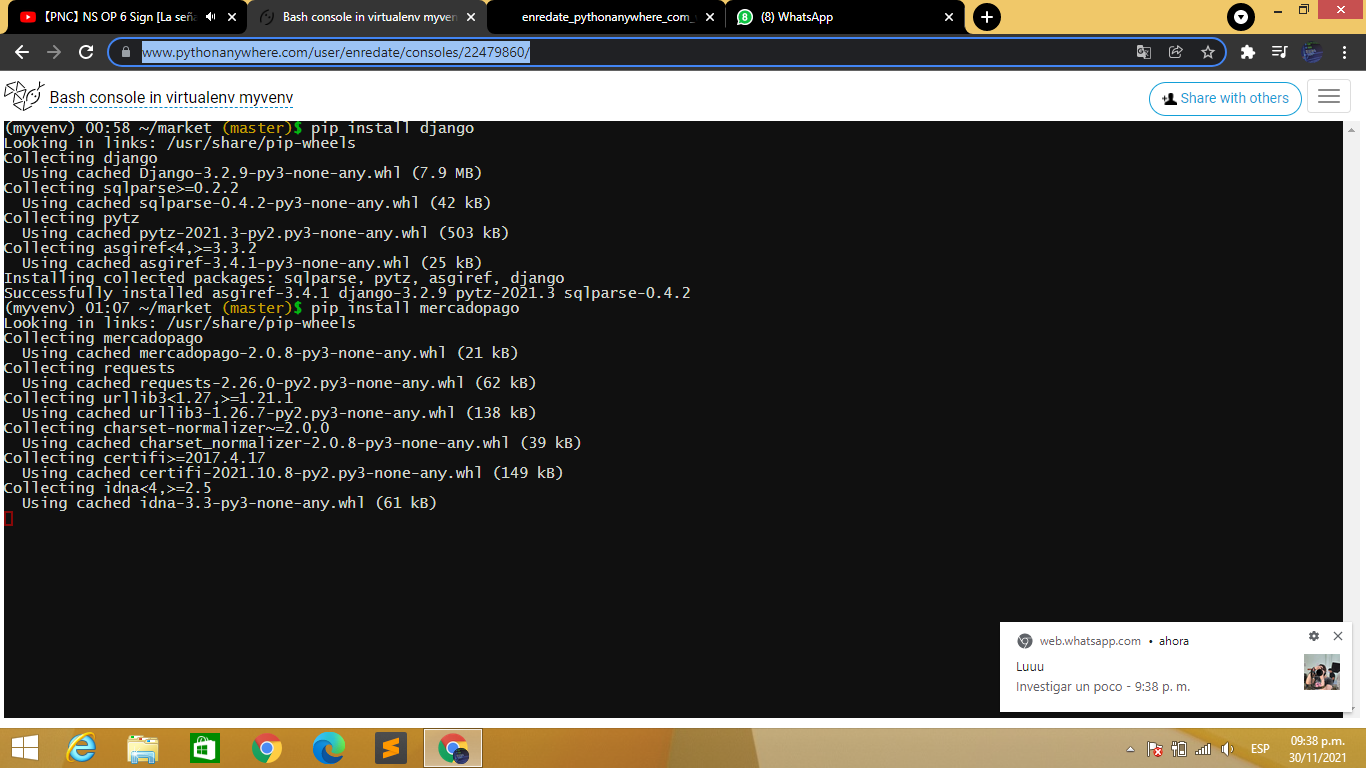 【PNC】NS OP 6 Sign [La seña
Bash console in virtualenv myven
enredate_pythonanywhere_com_
(8) WhatsApp
www.pythonanywhere.com/user/enredate/consoles/22479860/
Bash console in virtualenv myvenv
Share with others
(myvenv) 00:58 ~/market (master)$ pip install django
Looking in links: /usr/share/pip-wheels
Collecting django
  Using cached Django-3.2.9-py3-none-any.whl (7.9 MB)
Collecting sqlparse>=0.2.2
  Using cached sqlparse-0.4.2-py3-none-any.whl (42 kB)
Collecting pytz
  Using cached pytz-2021.3-py2.py3-none-any.whl (503 kB)
Collecting asgiref<4,>=3.3.2
  Using cached asgiref-3.4.1-py3-none-any.whl (25 kB)
Installing collected packages: sqlparse, pytz, asgiref, django
Successfully installed asgiref-3.4.1 django-3.2.9 pytz-2021.3 sqlparse-0.4.2
(myvenv) 01:07 ~/market (master)$ pip install mercadopago
Looking in links: /usr/share/pip-wheels
Collecting mercadopago
  Using cached mercadopago-2.0.8-py3-none-any.whl (21 kB)
Collecting requests
  Using cached requests-2.26.0-py2.py3-none-any.whl (62 kB)
Collecting urllib3<1.27,>=1.21.1
  Using cached urllib3-1.26.7-py2.py3-none-any.whl (138 kB)
Collecting charset-normalizer~=2.0.0
  Using cached charset_normalizer-2.0.8-py3-none-any.whl (39 kB)
Collecting certifi>=2017.4.17
  Using cached certifi-2021.10.8-py2.py3-none-any.whl (149 kB)
Collecting idna<4,>=2.5
  Using cached idna-3.3-py3-none-any.whl (61 kB)
web.whatsapp.com • ahora
Luuu
Investigar un poco - 9:38 p. m.
ESP
09:38 p.m.
30/11/2021